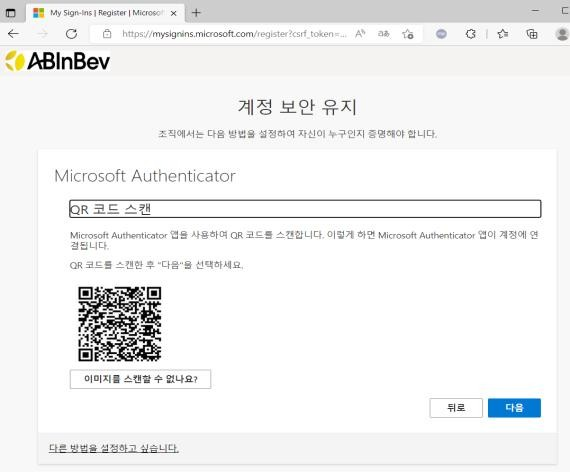 My Sign-Ins | Register | Microsof
https://mysignins.microsoft.com/register?csrf_token=...
ABInBev
계정 보안 유지
조직에서는 다음 방법을 설정하여 자신이 누구인지 증명해야 합니다.
Microsoft Authenticator
QR 코드 스캔
Microsoft Authenticator 앱을 사용하여 QR 코드를 스캔합니다. 이렇게 하면 Microsoft Authenticator 앱이 계정에 연
결됩니다.
QR 코드를 스캔한 후 "다음"을 선택하세요.
이미지를 스캔할 수 없나요?
뒤로 다음
다른 방법을 설정하고 싶습니다.